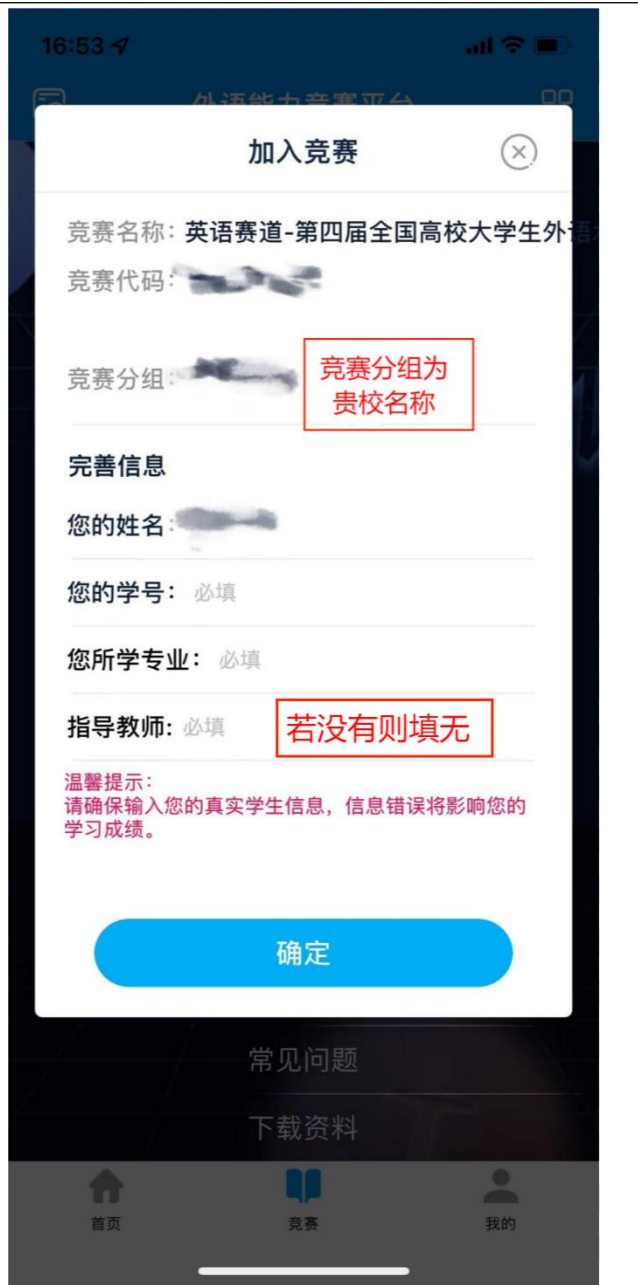 16:53
外语能力竞赛平台
加入竞赛
竞赛名称：英语赛道-第四届全国高校大学生外语
竞赛代码：
竞赛分组：
竞赛分组为
贵校名称
完善信息
您的姓名：
您的学号： 必填
您所学专业： 必填
指导教师: 必填
若没有则填无
温馨提示：
请确保输入您的真实学生信息，信息错误将影响您的
学习成绩。
确定
常见问题
下载资料
首页
竞赛
我的